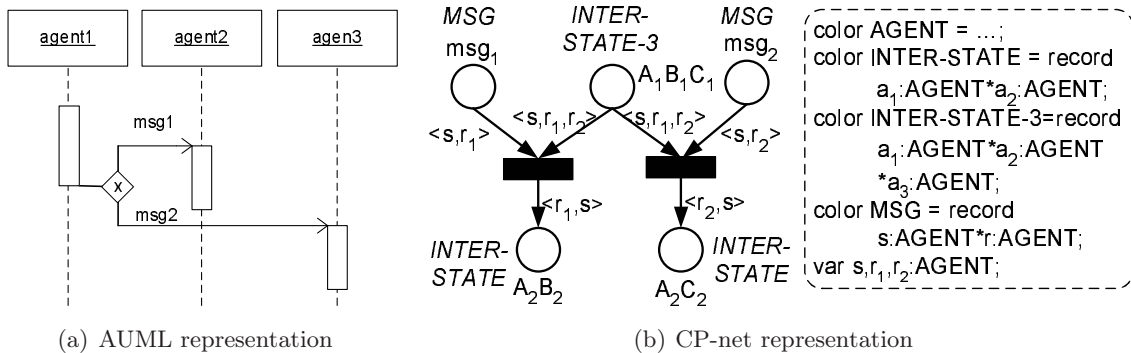 agent1
agent2
agen3
msg1
x
msg2
(a) AUML representation
MSG
msg₁
INTER-
STATE-3
A₁B₁C₁
MSG
msg₂
<s,r₁>
<s,r₁,r₂>
<s,r₁,r₂>
<s,r₂>
<r₁,s>
<r₂,s>
INTER-
STATE
A₂B₂
INTER-
STATE
A₂C₂
color AGENT = ...;
color INTER-STATE = record
a₁:AGENT*a₂:AGENT;
color INTER-STATE-3=record
a₁:AGENT*a₂:AGENT
*a₃:AGENT;
color MSG = record
s:AGENT*r:AGENT;
var s,r₁,r₂:AGENT;
(b) CP-net representation